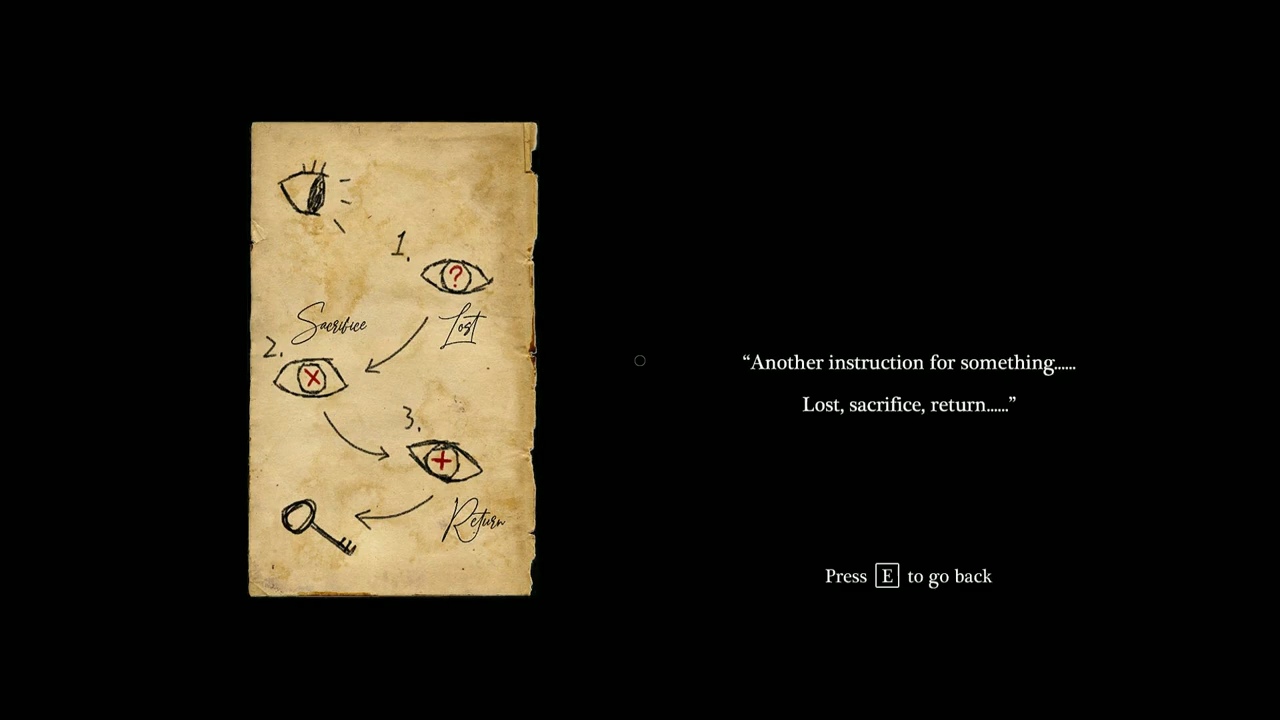 1.
?
Sacrifice
Lost
2.
3.
Return
“Another instruction for something......
Lost, sacrifice, return......”
Press E to go back